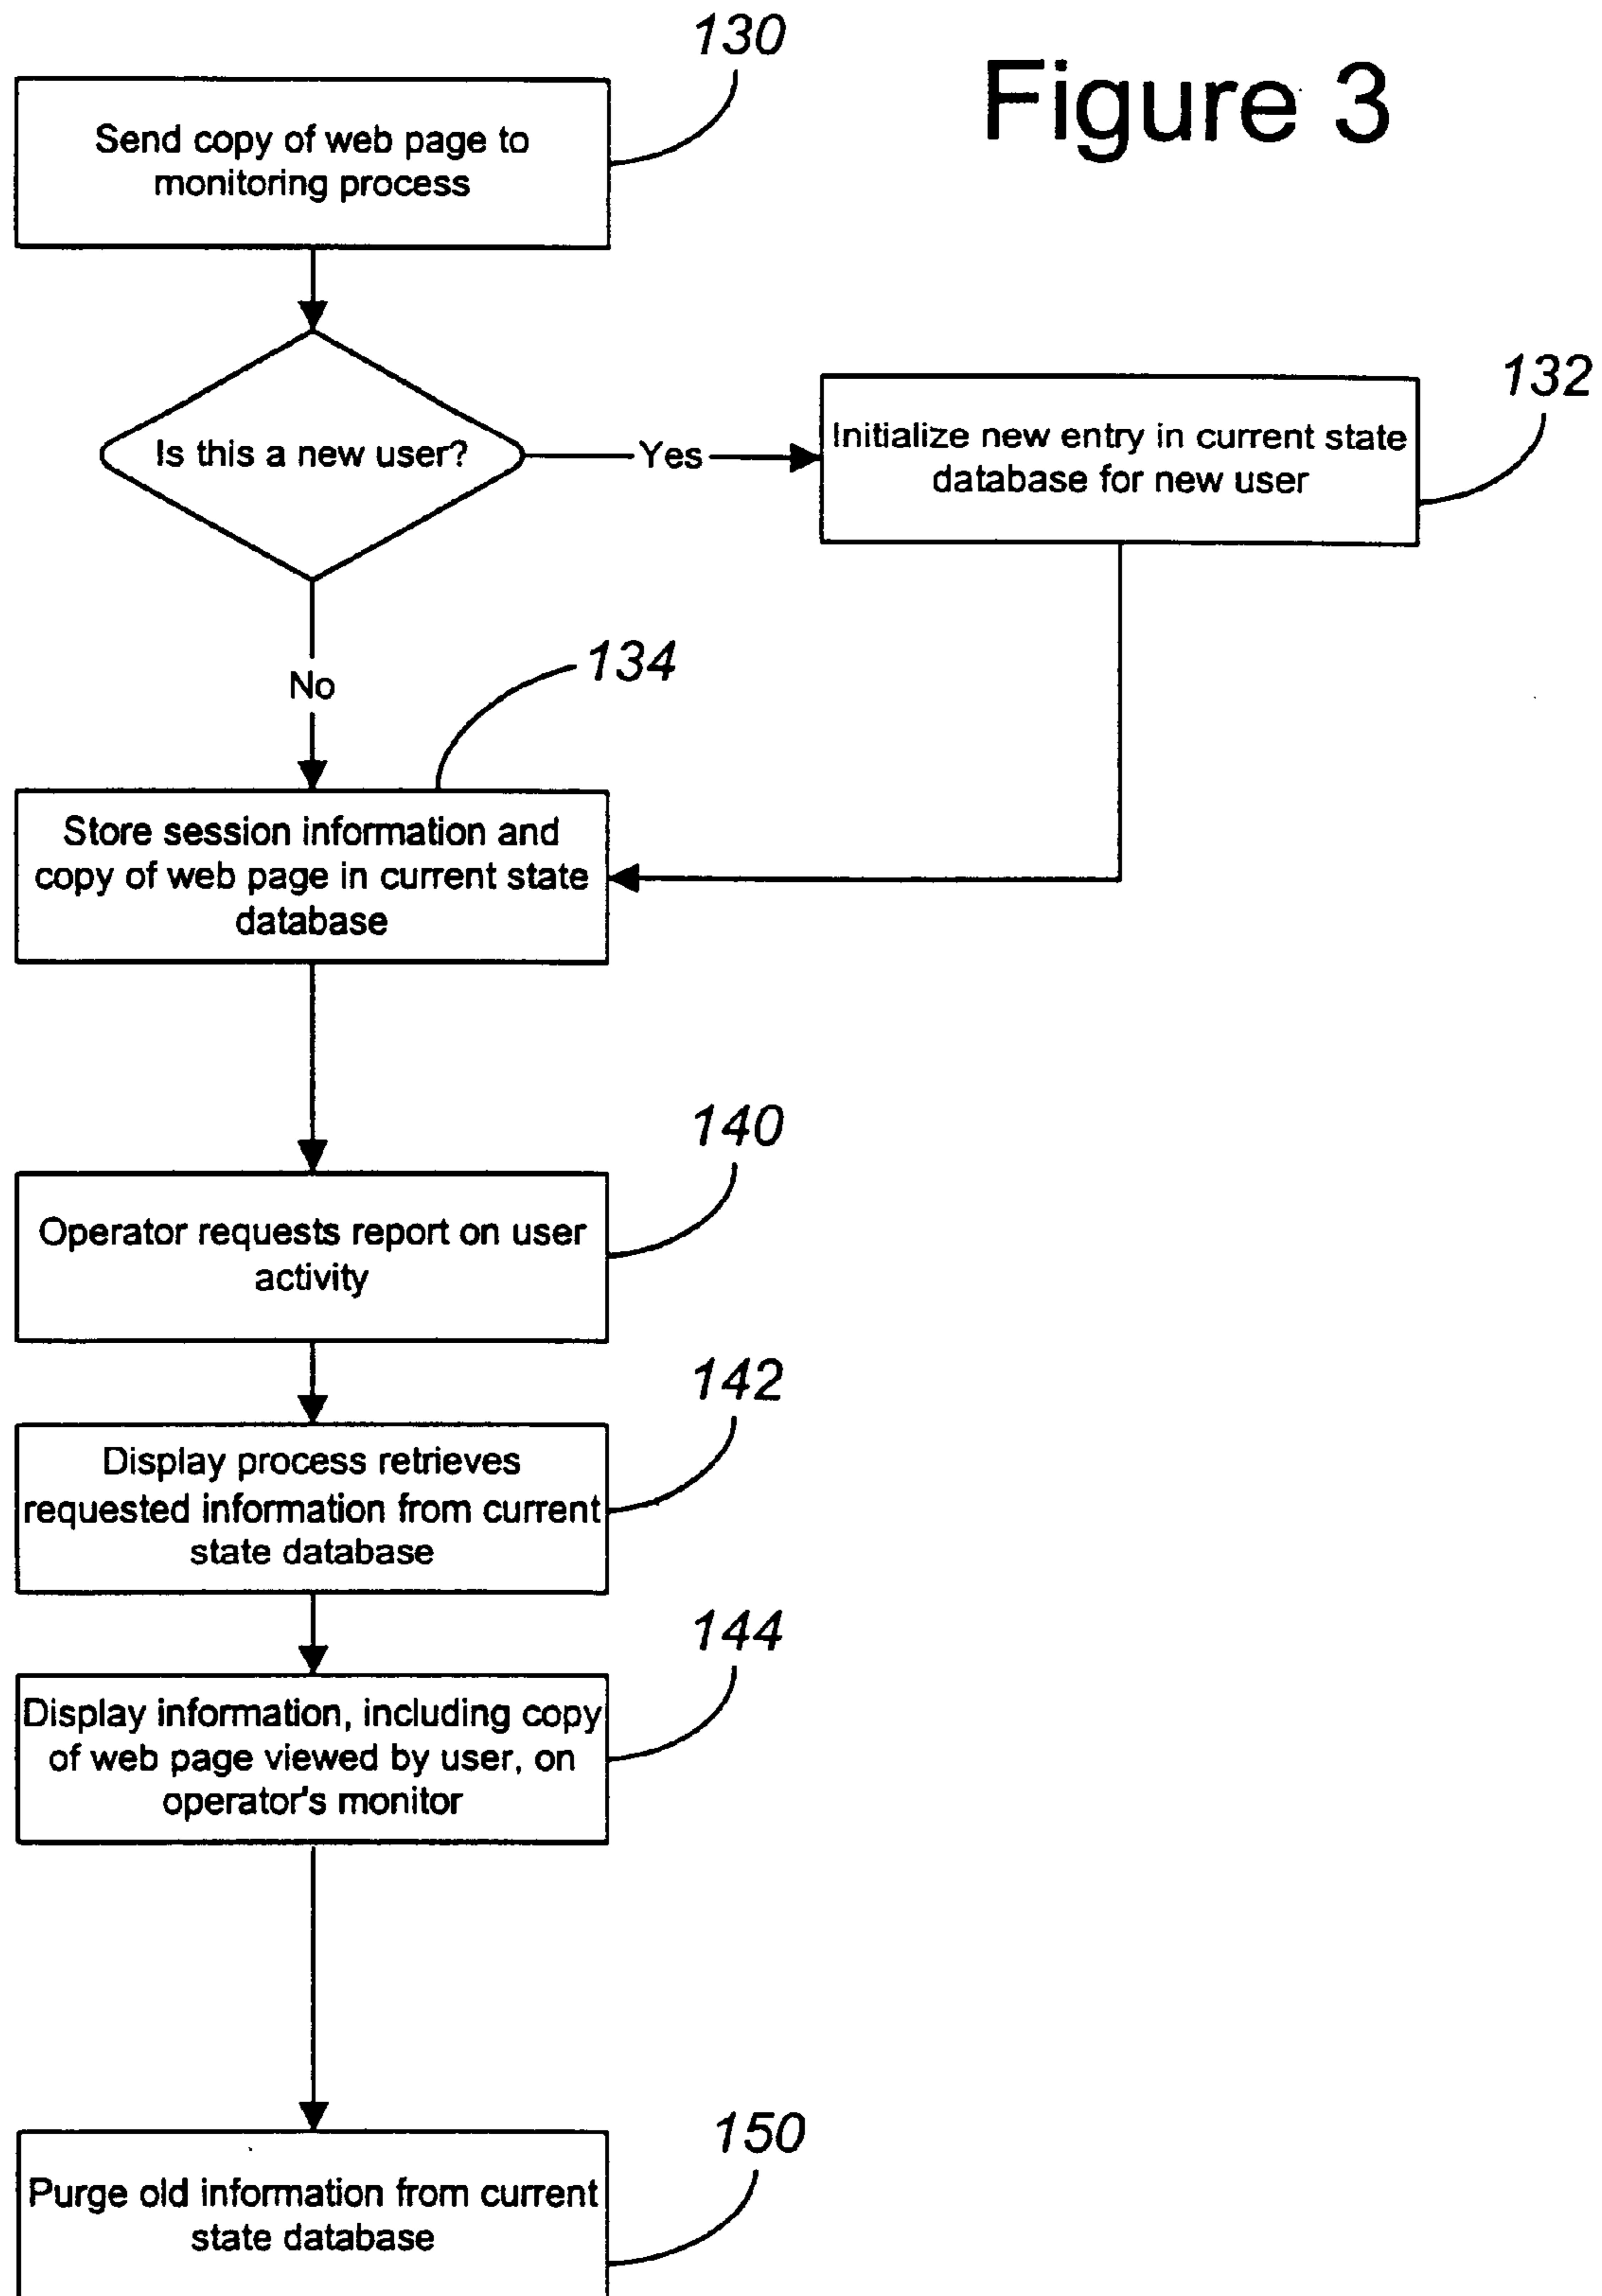 130
Figure 3
Send copy of web page to
monitoring process
132
Is this a new user?
Yes
Initialize new entry in current state
database for new user
134
No
Store session information and
copy of web page in current state
database
140
Operator requests report on user
activity
142
Display process retrieves
requested information from current
state database
144
Display information, including copy
of web page viewed by user, on
operator's monitor
150
Purge old information from current
state database